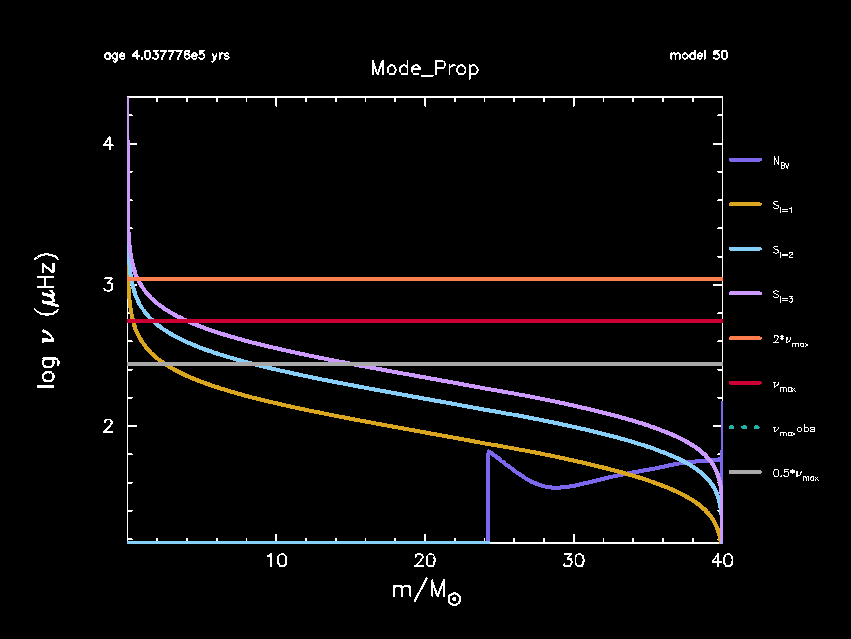 age 4.037776e5 yrs
model 50
Mode_Prop
log ν (μHz)
4
3
2
10
20
30
40
m/M⊙
N_BV
S_l=1
S_l=2
S_l=3
2*ν_max
ν_max
ν_max obs
0.5*ν_max